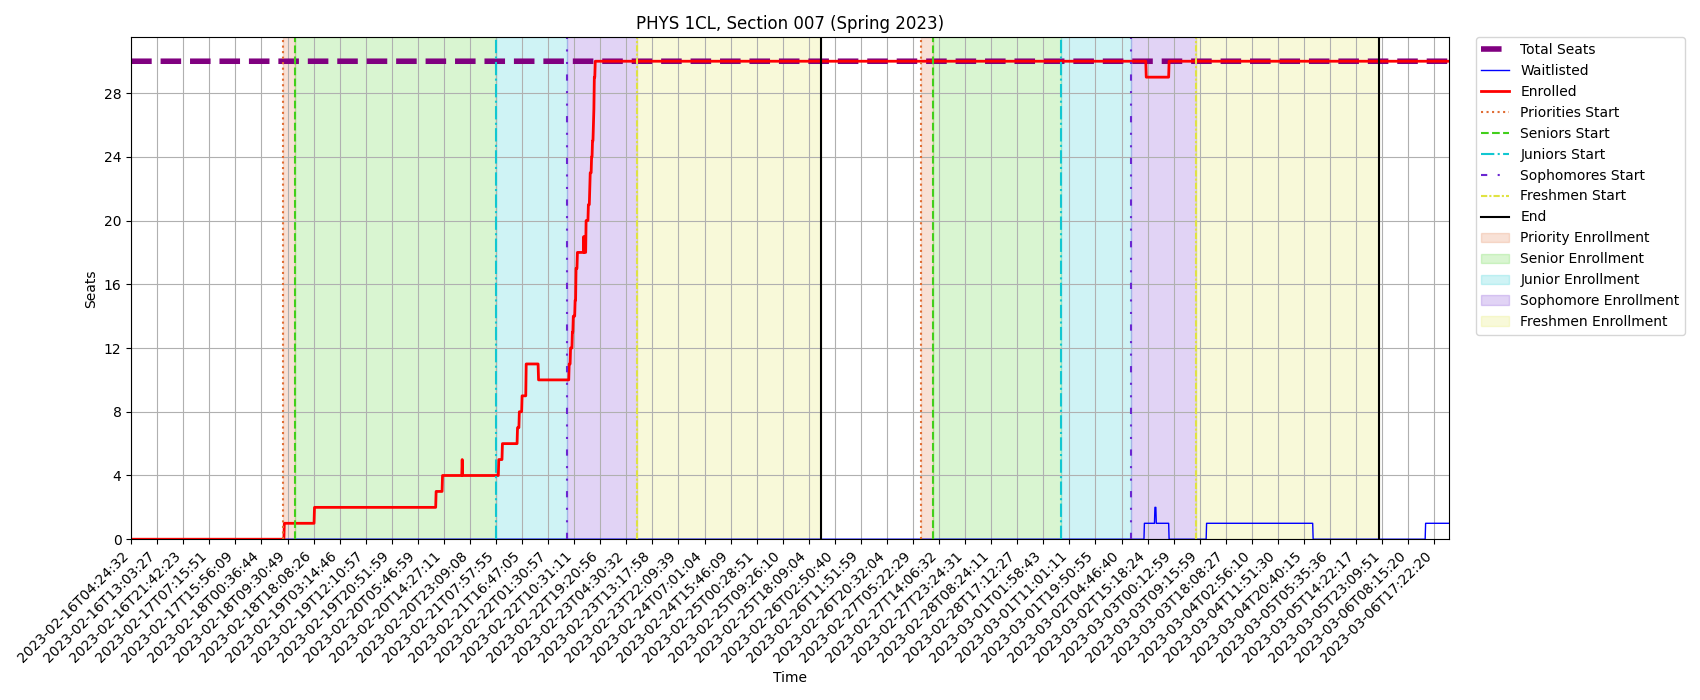 PHYS 1CL, Section 007 (Spring 2023)
Seats
28
24
20
16
12
8
4
0
2023-02-16T04:24:32
2023-02-16T13:03:27
2023-02-16T21:42:23
2023-02-17T07:15:51
2023-02-17T15:56:09
2023-02-18T00:36:44
2023-02-18T09:30:49
2023-02-18T18:08:26
2023-02-19T03:14:46
2023-02-19T12:10:57
2023-02-19T20:51:59
2023-02-20T05:46:59
2023-02-20T14:27:11
2023-02-20T23:09:08
2023-02-21T07:57:55
2023-02-21T16:47:05
2023-02-22T01:30:57
2023-02-22T10:31:11
2023-02-22T19:20:56
2023-02-23T04:30:32
2023-02-23T13:17:58
2023-02-23T22:09:39
2023-02-24T07:01:04
2023-02-24T15:46:09
2023-02-25T00:28:51
2023-02-25T09:26:10
2023-02-25T18:09:04
2023-02-26T02:50:40
2023-02-26T11:51:59
2023-02-26T20:32:04
2023-02-27T05:22:29
2023-02-27T14:06:32
2023-02-27T23:24:31
2023-02-28T08:24:11
2023-02-28T17:12:27
2023-03-01T01:58:43
2023-03-01T11:01:11
2023-03-01T19:50:55
2023-03-02T04:46:40
2023-03-02T15:18:24
2023-03-03T00:12:59
2023-03-03T09:15:59
2023-03-03T18:08:27
2023-03-04T02:56:10
2023-03-04T11:51:30
2023-03-04T20:40:15
2023-03-05T05:35:36
2023-03-05T14:22:17
2023-03-05T23:09:51
2023-03-06T08:15:20
2023-03-06T17:22:20
Time
Total Seats
Waitlisted
Enrolled
Priorities Start
Seniors Start
Juniors Start
Sophomores Start
Freshmen Start
End
Priority Enrollment
Senior Enrollment
Junior Enrollment
Sophomore Enrollment
Freshmen Enrollment